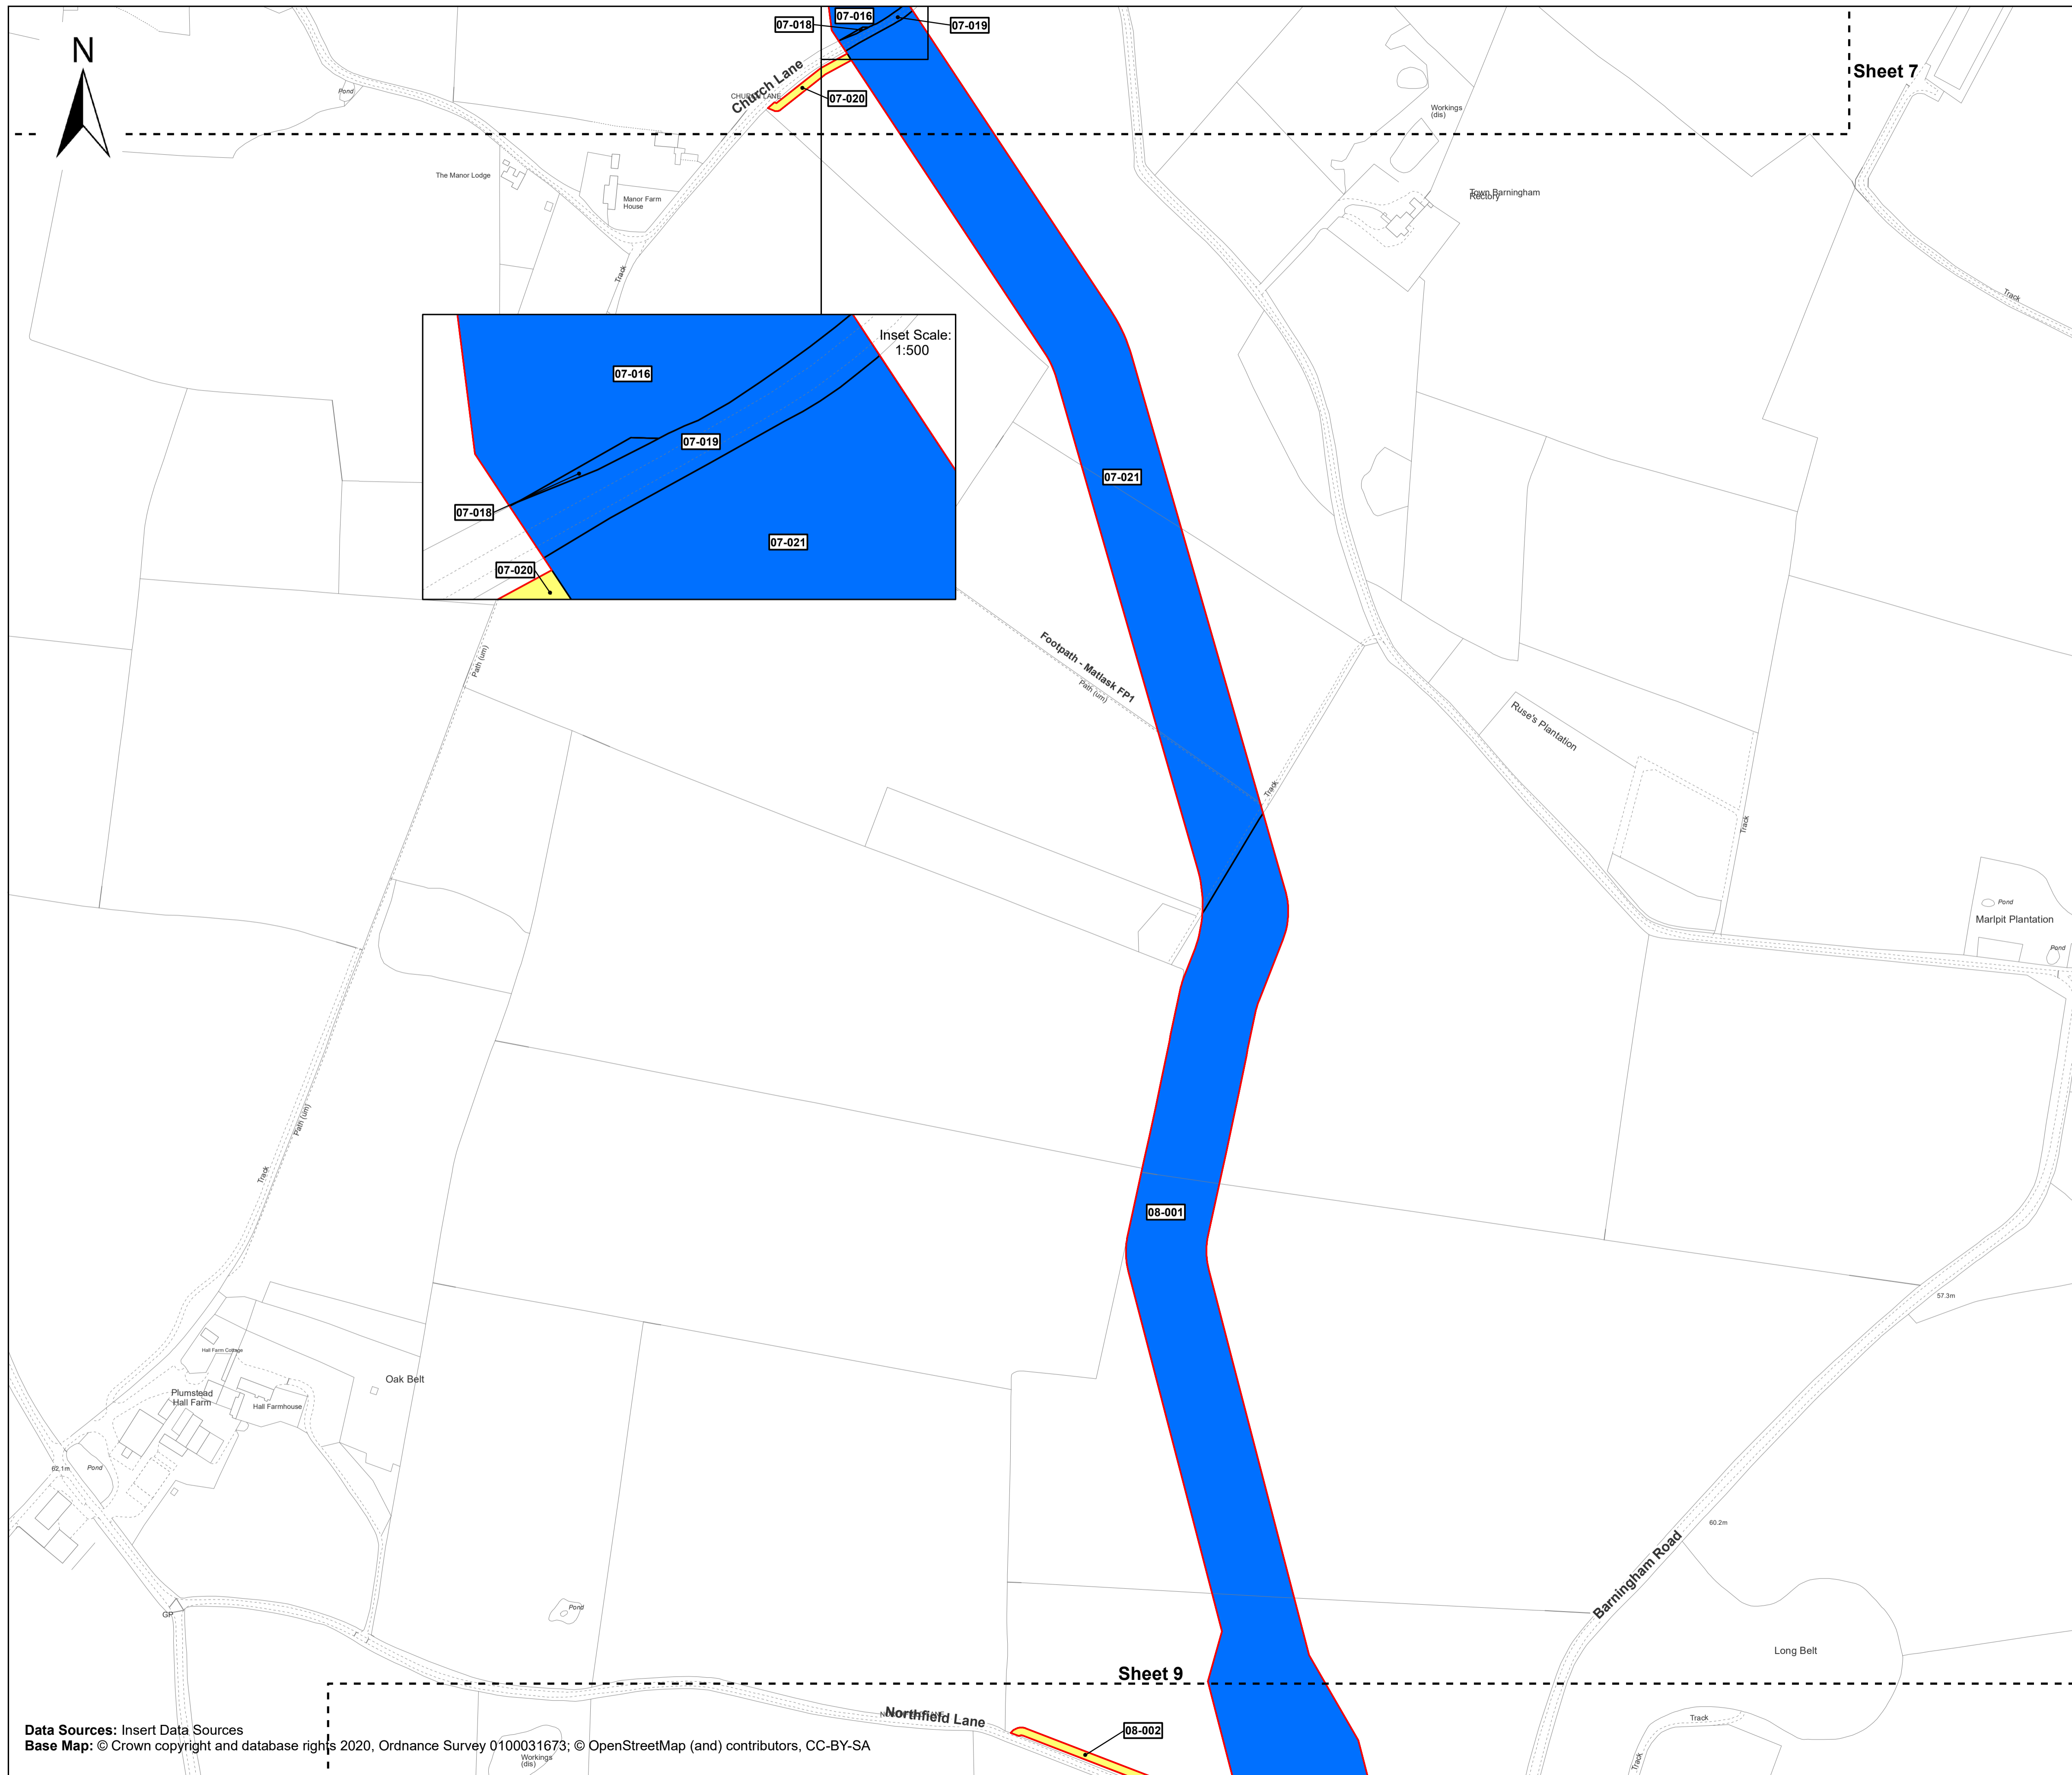 N
07-016
07-018
07-019
Sheet 7
Church Lane
07-020
Pond
Workings
(dis)
The Manor Lodge
Manor Farm
House
Town Barningham
Rectory
Track
Track
Inset Scale:
1:500
07-016
07-019
07-018
07-021
07-020
07-021
Path (um)
Footpath - Matlask FP1
Path (um)
Ruse's Plantation
Track
Track
Pond
Marlpit Plantation
Pond
Path (um)
Track
08-001
57.3m
Hall Farm Cottage
Oak Belt
Plumstead
Hall Farm
Hall Farmhouse
62.1m
Pond
60.2m
Barningham Road
GP
Pond
Long Belt
Sheet 9
Northfield Lane
Track
08-002
Data Sources: Insert Data Sources
Base Map: © Crown copyright and database rights 2020, Ordnance Survey 0100031673; © OpenStreetMap (and) contributors, CC-BY-SA
Workings
(dis)
Track